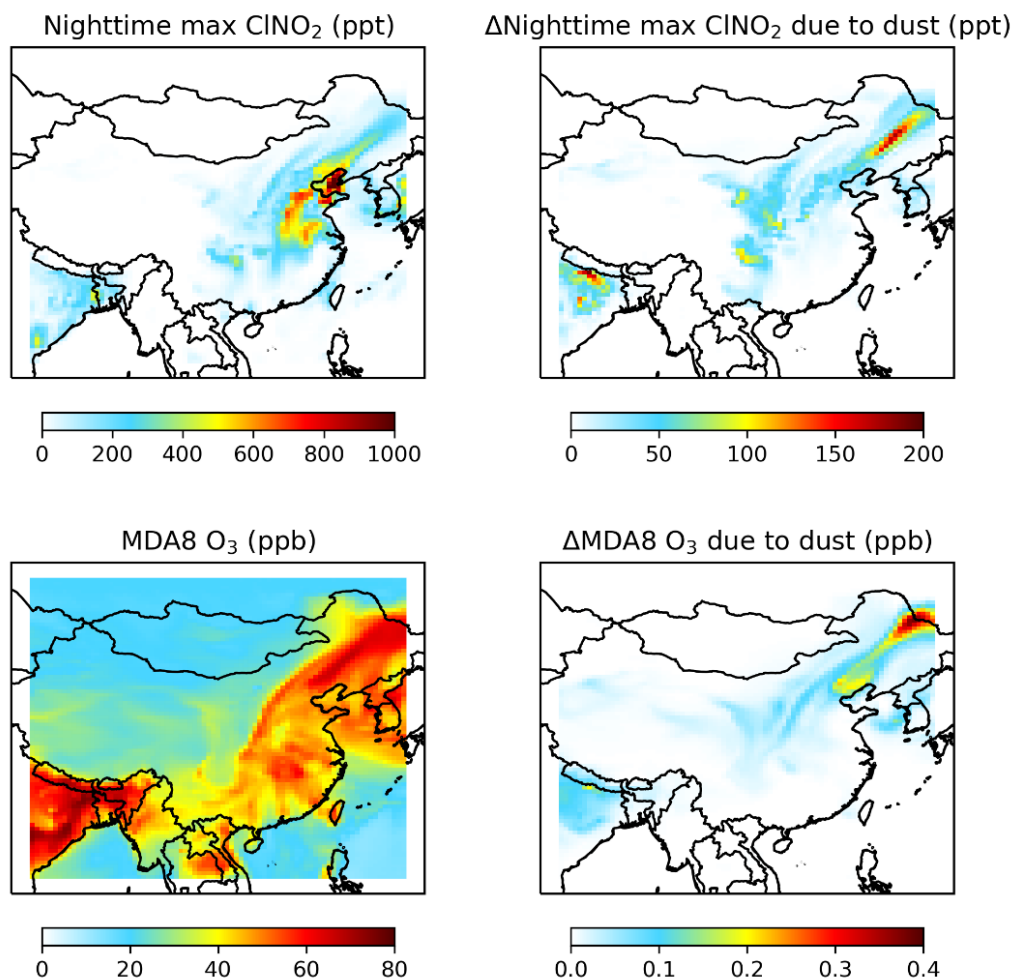 Nighttime max ClNO₂ (ppt)
ΔNighttime max ClNO₂ due to dust (ppt)
0 200 400 600 800 1000
0 50 100 150 200
MDA8 O₃ (ppb)
ΔMDA8 O₃ due to dust (ppb)
0 20 40 60 80
0.0 0.1 0.2 0.3 0.4